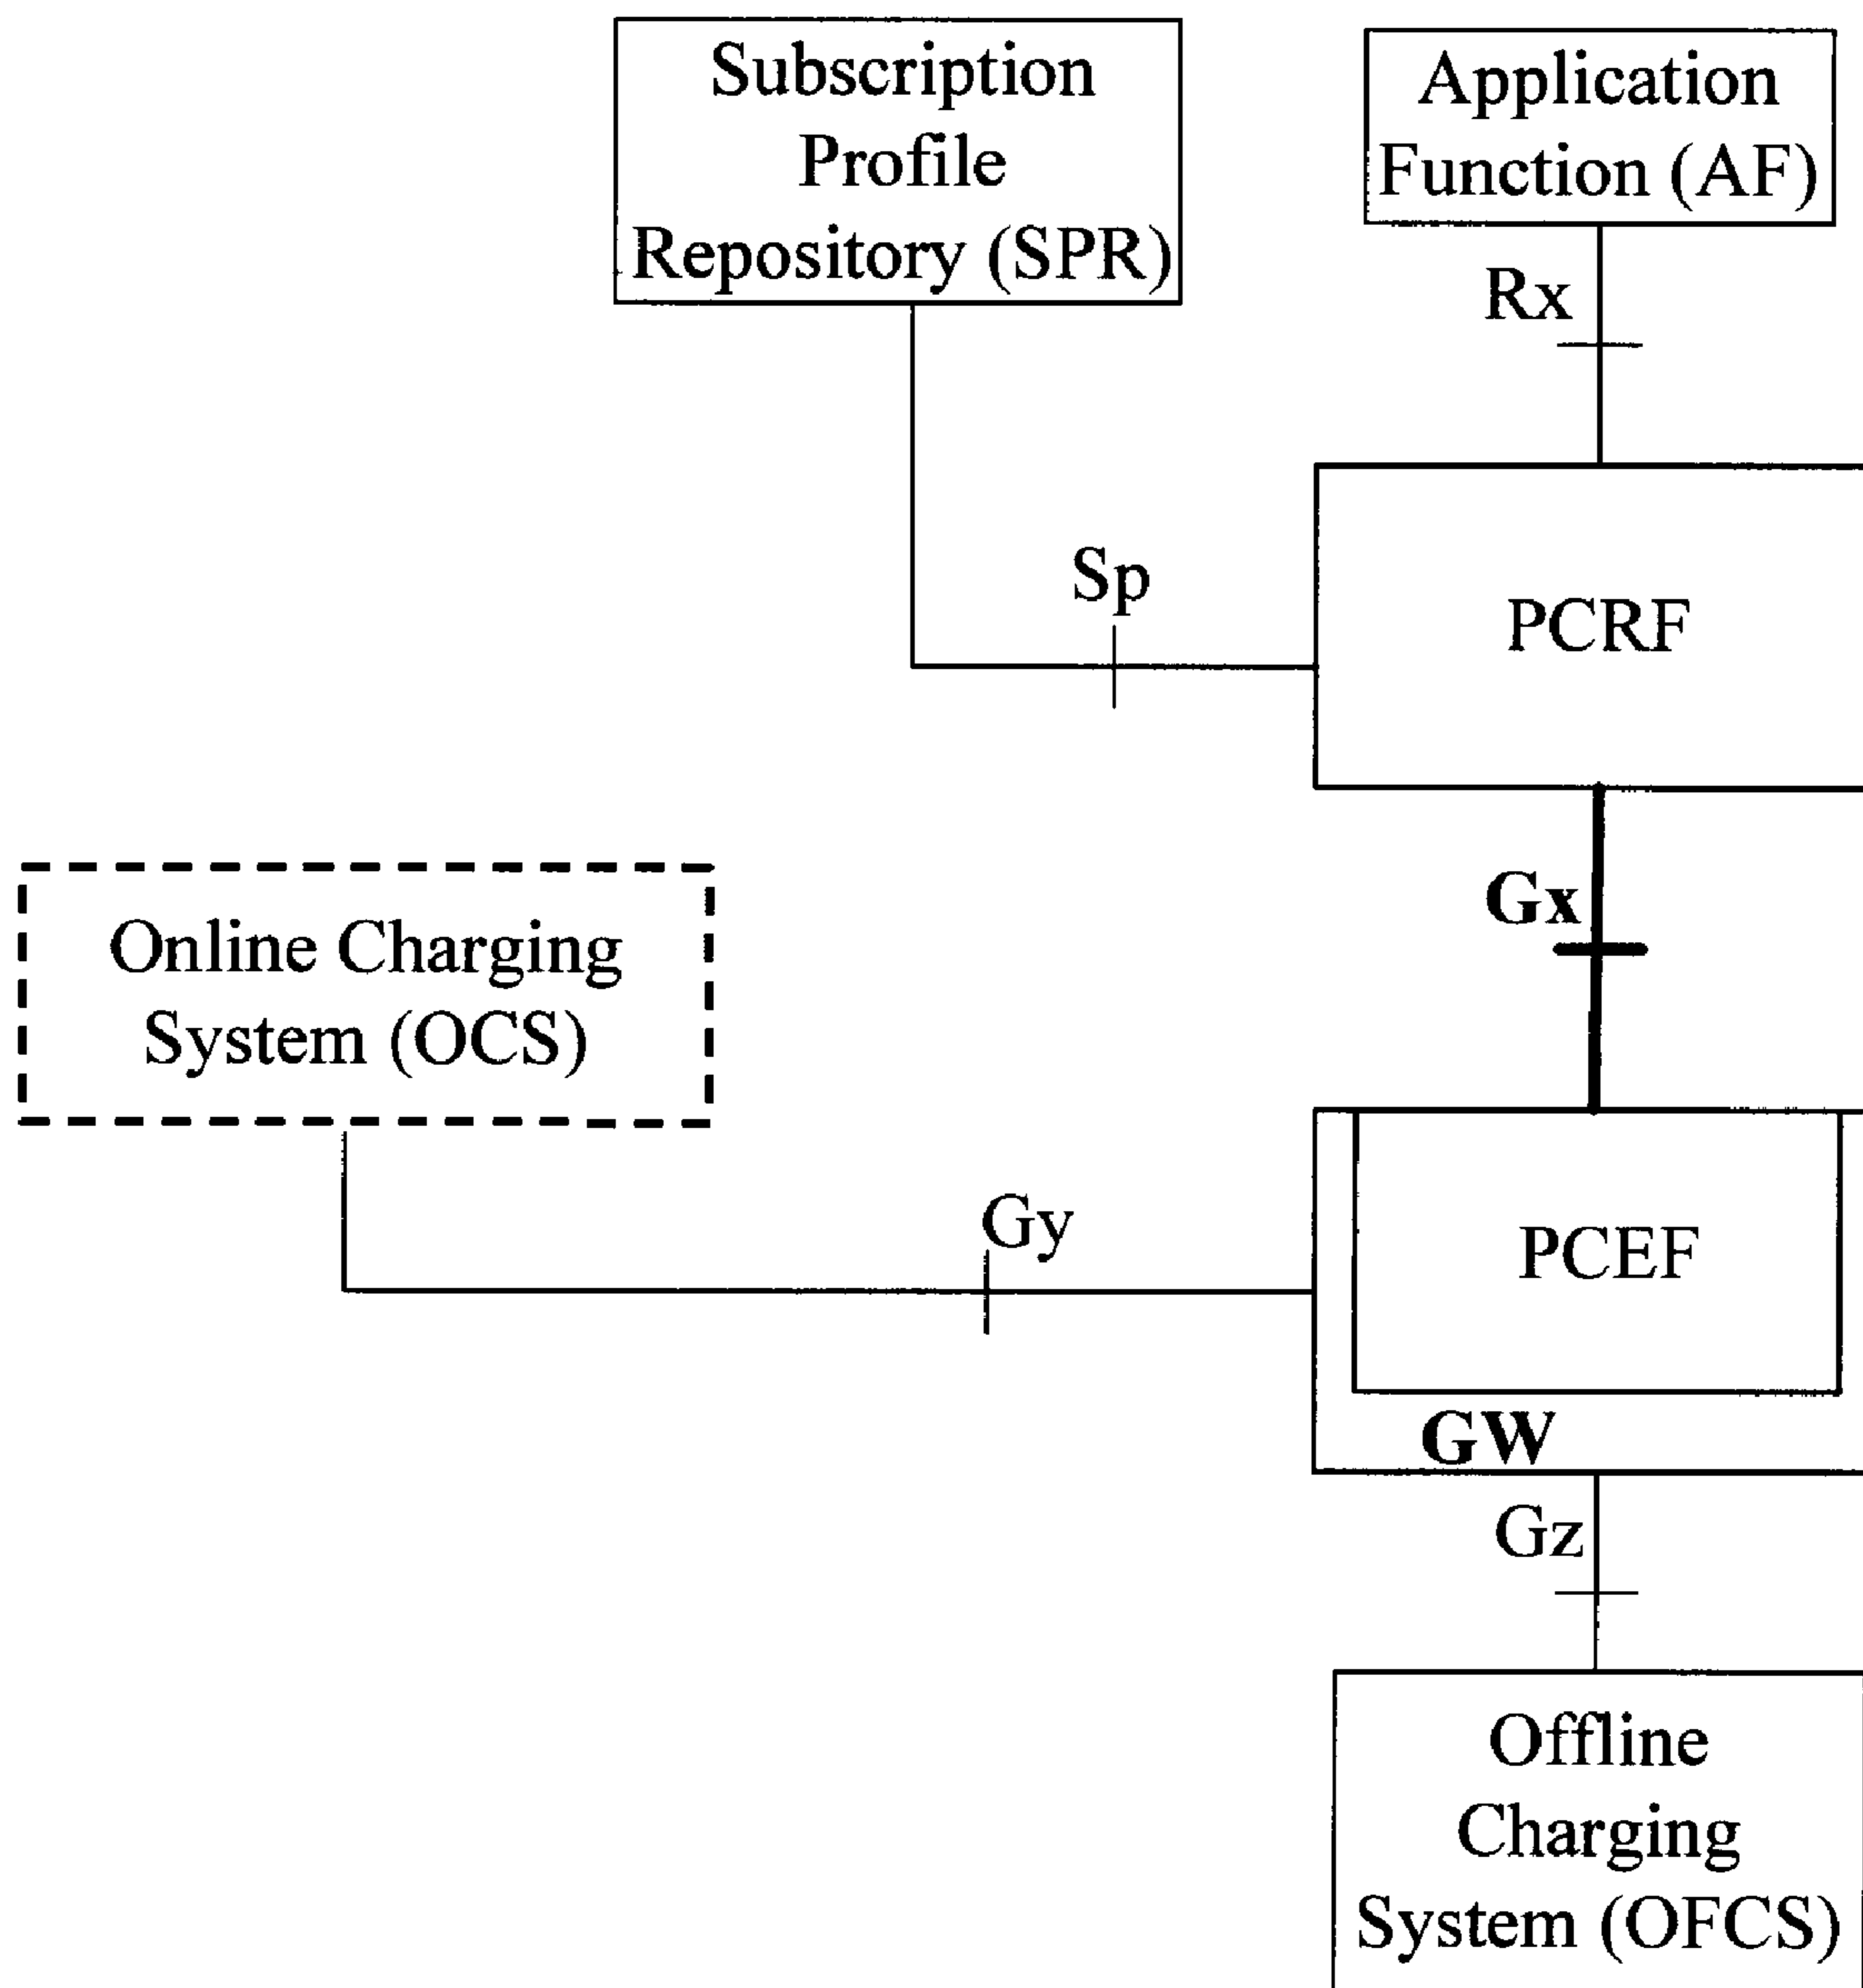 Subscription
Profile
Repository (SPR)
Application
Function (AF)
Rx
Sp
PCRF
Gx
Online Charging
System (OCS)
Gy
PCEF
GW
Gz
Offline
Charging
System (OFCS)